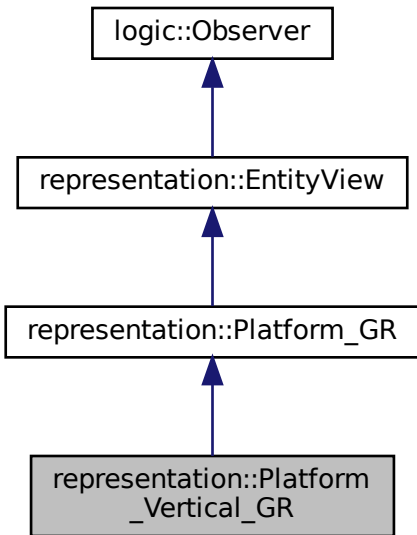 logic::Observer
representation::EntityView
representation::Platform_GR
representation::Platform
_Vertical_GR